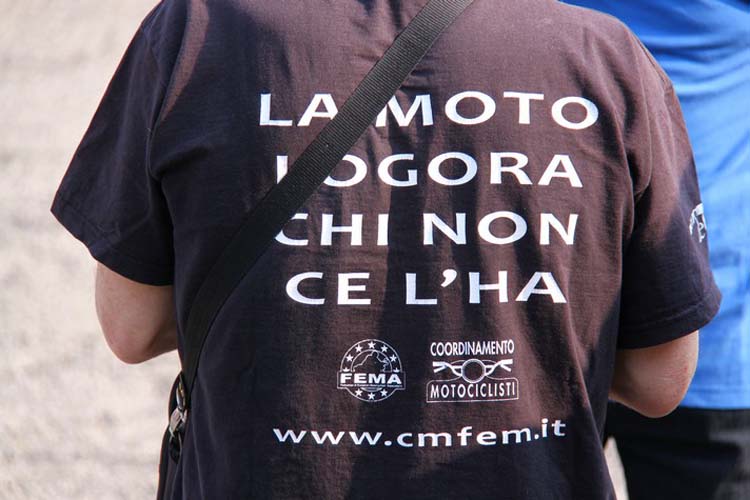 LA MOTO
LOGORA
CHI NON
CE L'HA
FEMA
COORDINAMENTO
MOTOCICLISTI
www.cmfem.it